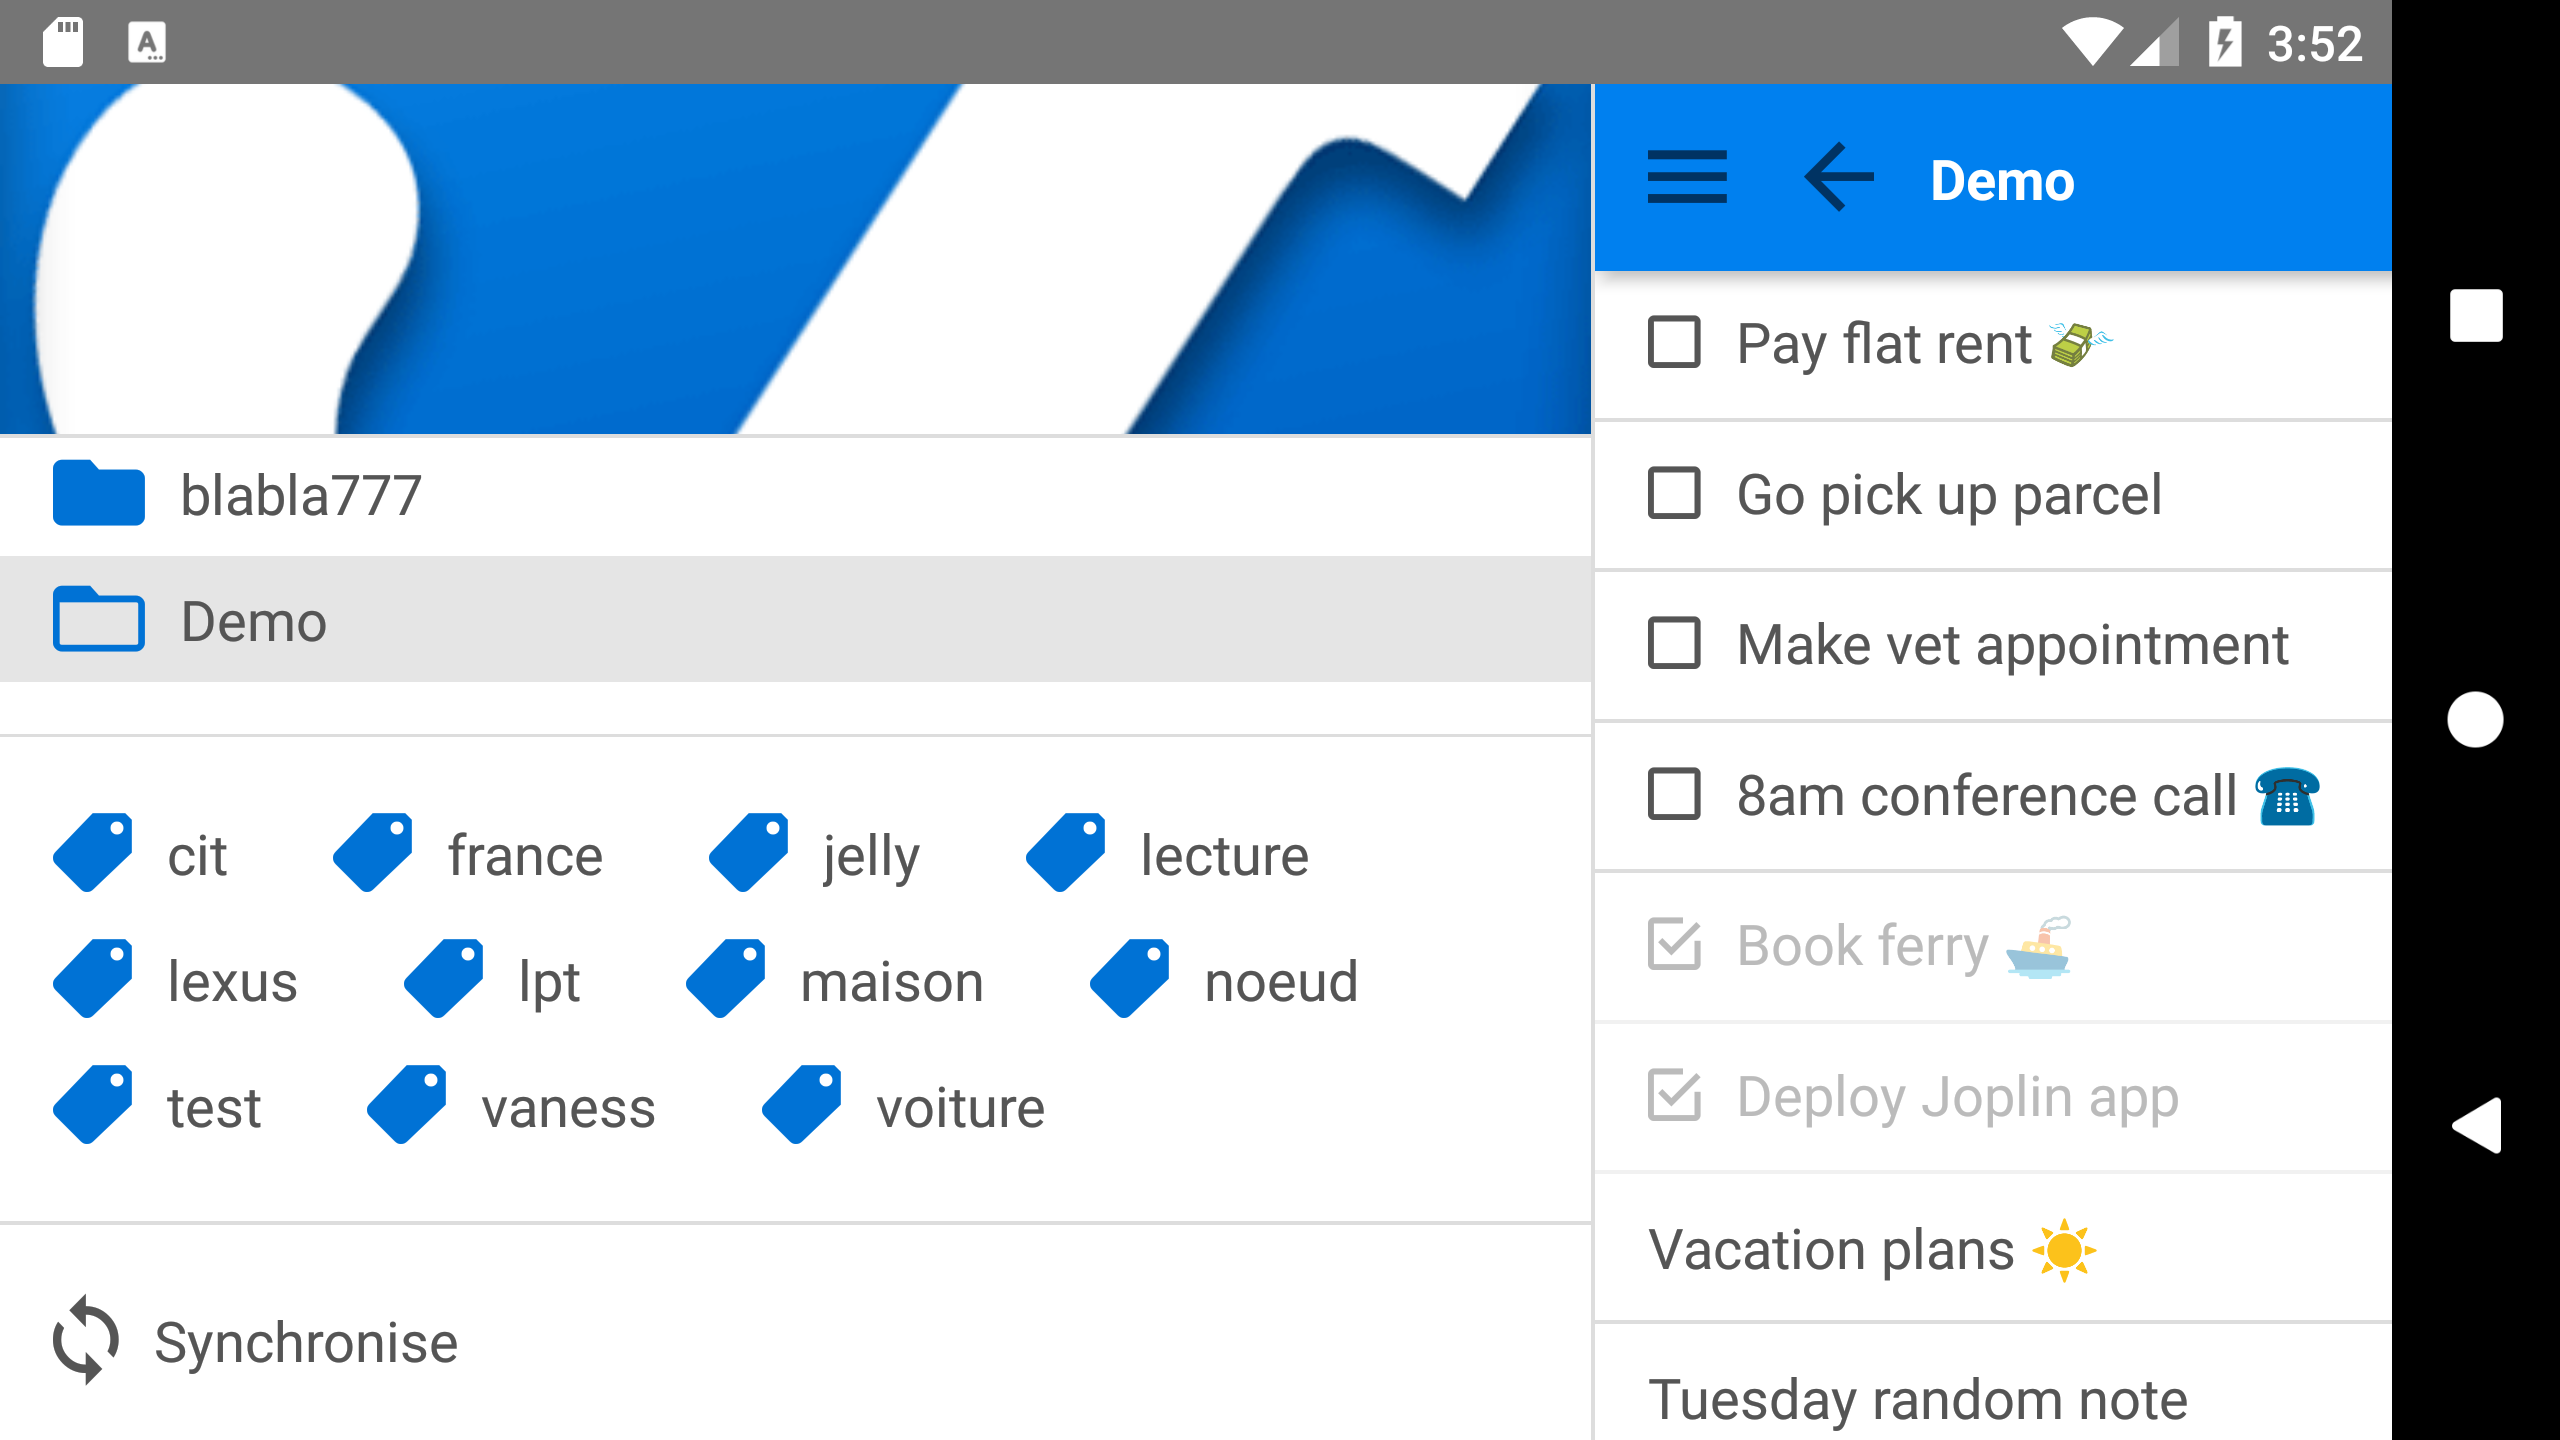 3:52
blabla777
Demo
cit france jelly lecture
lexus lpt maison noeud
test vaness voiture
Synchronise
Demo
Pay flat rent 💸
Go pick up parcel
Make vet appointment
8am conference call ☎
Book ferry 🚢
Deploy Joplin app
Vacation plans ☀
Tuesday random note